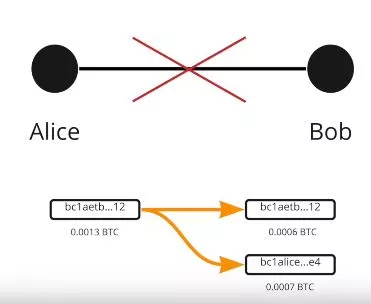 Alice
Bob
bc1aetb...12
bc1aetb...12
0.0013 BTC
0.0006 BTC
bc1alice...e4
0.0007 BTC